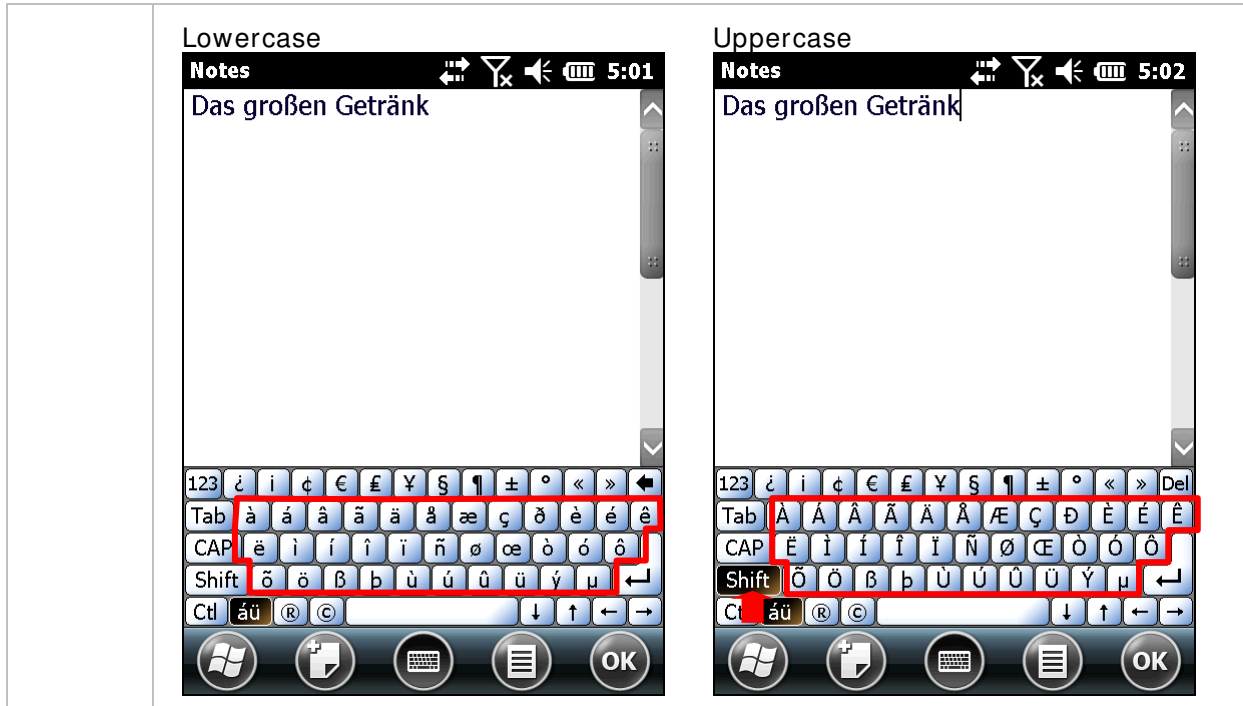 Lowercase
Uppercase
Notes 5:01
Das großen Getränk
123 ¿ ¡ ¢ € ₤ ¥ § ¶ ± ° « »
Tab à á â ã ä å æ ç ð è é ê
CAP ë ì í î ï ñ ø œ ò ó ô
Shift õ ö ß þ ù ú û ü ý µ
Ctl áü ® © ↓ ↑ ← →
OK
Notes 5:02
Das großen Getränk
123 ¿ ¡ ¢ € ₤ ¥ § ¶ ± ° « » Del
Tab À Á Â Ã Ä Å Æ Ç Ð È É Ê
CAP Ë Ì Í Î Ï Ñ Ø Œ Ò Ó Ô
Shift Õ Ö ß þ Ù Ú Û Ü Ý µ
áü ® © ↓ ↑ ← →
OK